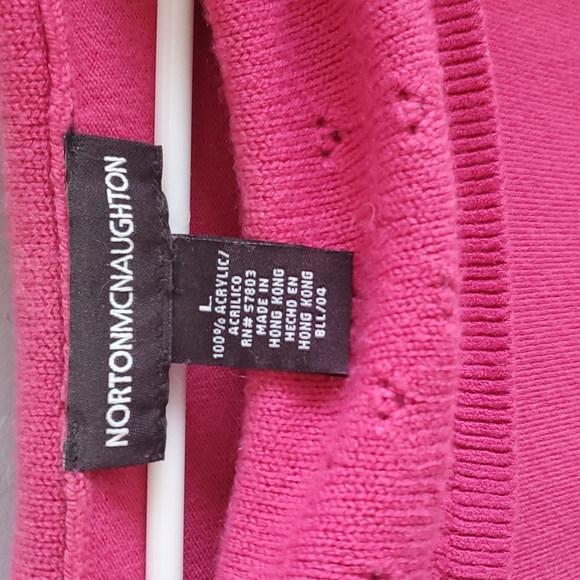 NORTONMCNAUGHTON
L
100% ACRYLIC/
ACRILICO
RN# 57803
MADE IN
HONG KONG
HECHO EN
HONG KONG
BLL/04